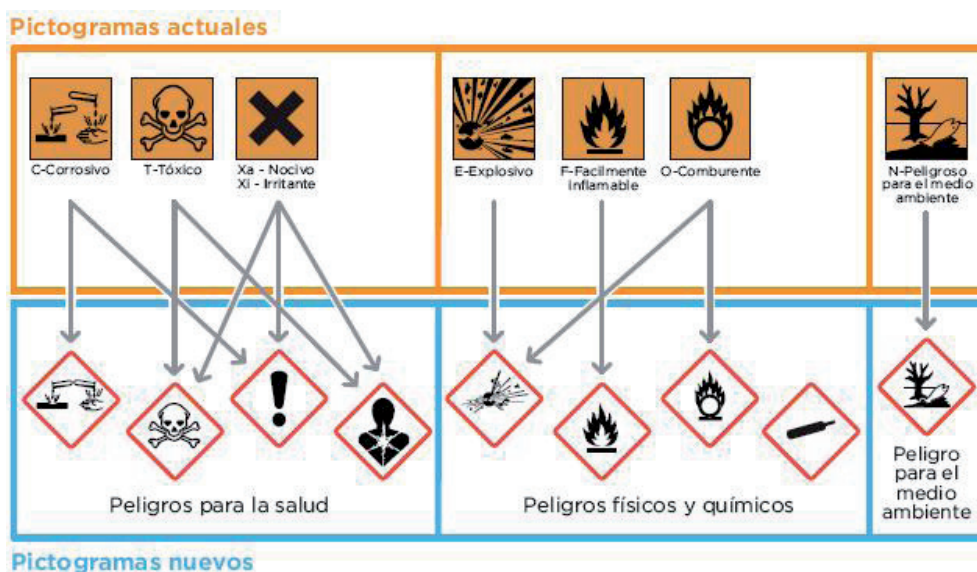 Pictogramas actuales
C-Corrosivo
T-Tóxico
Xa - Nocivo
Xi - Irritante
E-Explosivo
F-Facilmente
inflamable
O-Comburente
N-Peligroso
para el medio
ambiente
Peligros para la salud
Peligros físicos y químicos
Peligro
para el
medio
ambiente
Pictogramas nuevos